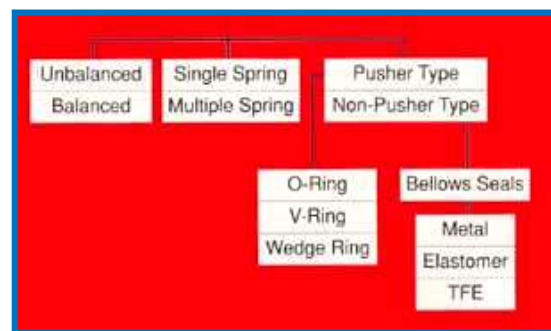 Unbalanced
Balanced
Single Spring
Multiple Spring
Pusher Type
Non-Pusher Type
O-Ring
V-Ring
Wedge Ring
Bellows Seals
Metal
Elastomer
TFE